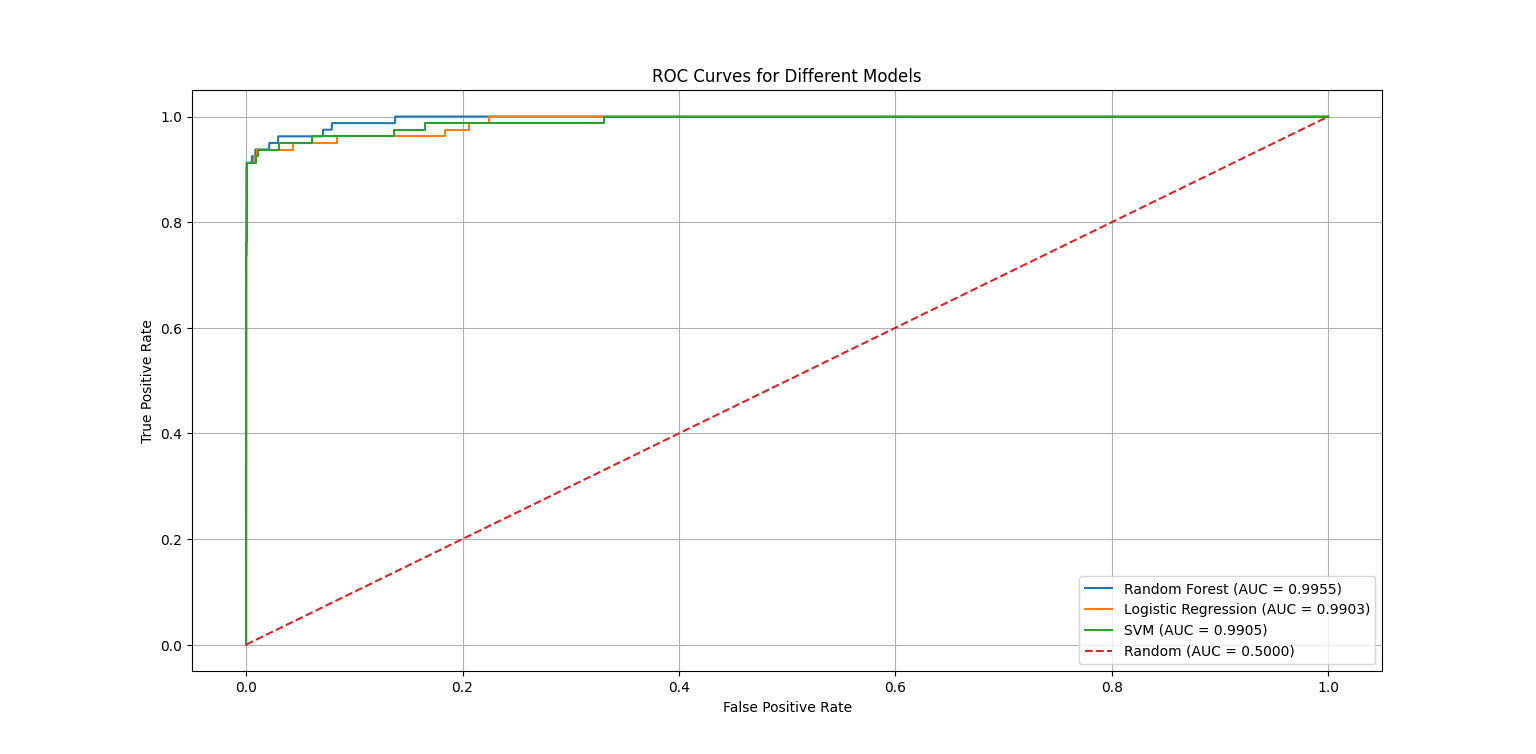 ROC Curves for Different Models
True Positive Rate
1.0
0.8
0.6
0.4
0.2
0.0
Random Forest (AUC = 0.9955)
Logistic Regression (AUC = 0.9903)
SVM (AUC = 0.9905)
Random (AUC = 0.5000)
0.0 0.2 0.4 0.6 0.8 1.0
False Positive Rate